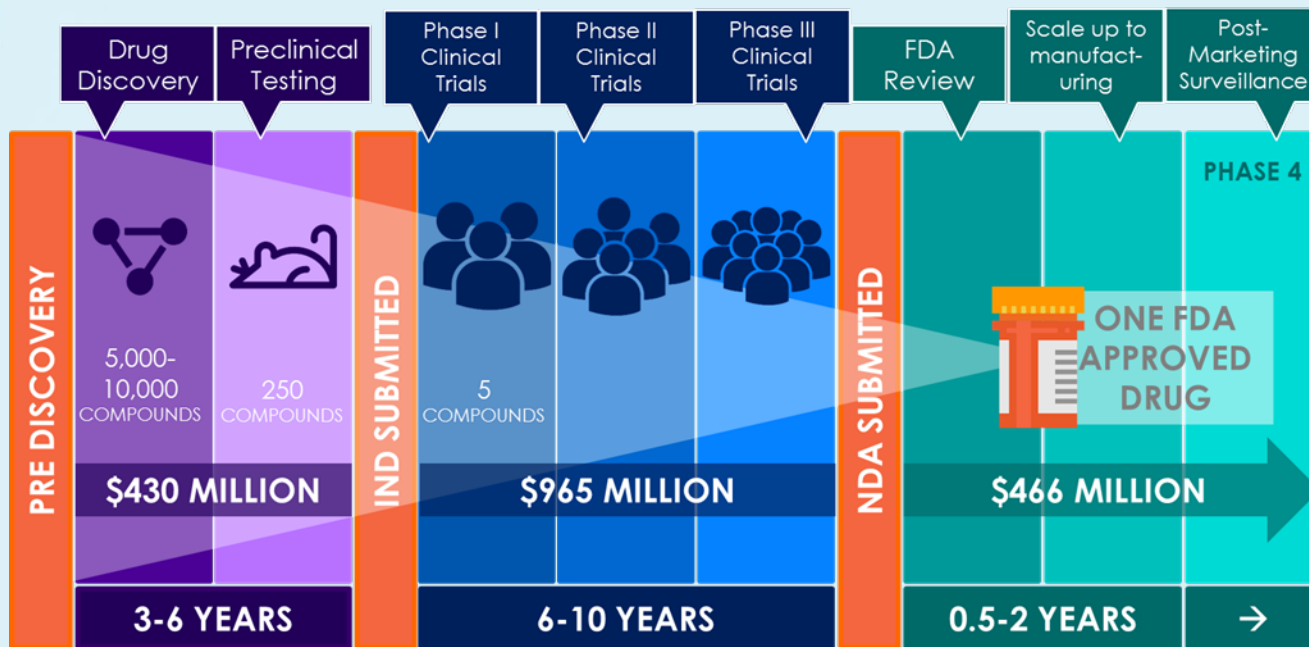 Drug
Discovery
Preclinical
Testing
Phase I
Clinical
Trials
Phase II
Clinical
Trials
Phase III
Clinical
Trials
FDA
Review
Scale up to
manufact-
uring
Post-
Marketing
Surveillance
PRE DISCOVERY
5,000-
10,000
COMPOUNDS
250
COMPOUNDS
$430 MILLION
3-6 YEARS
IND SUBMITTED
5
COMPOUNDS
$965 MILLION
6-10 YEARS
NDA SUBMITTED
PHASE 4
ONE FDA
APPROVED
DRUG
$466 MILLION
0.5-2 YEARS
→